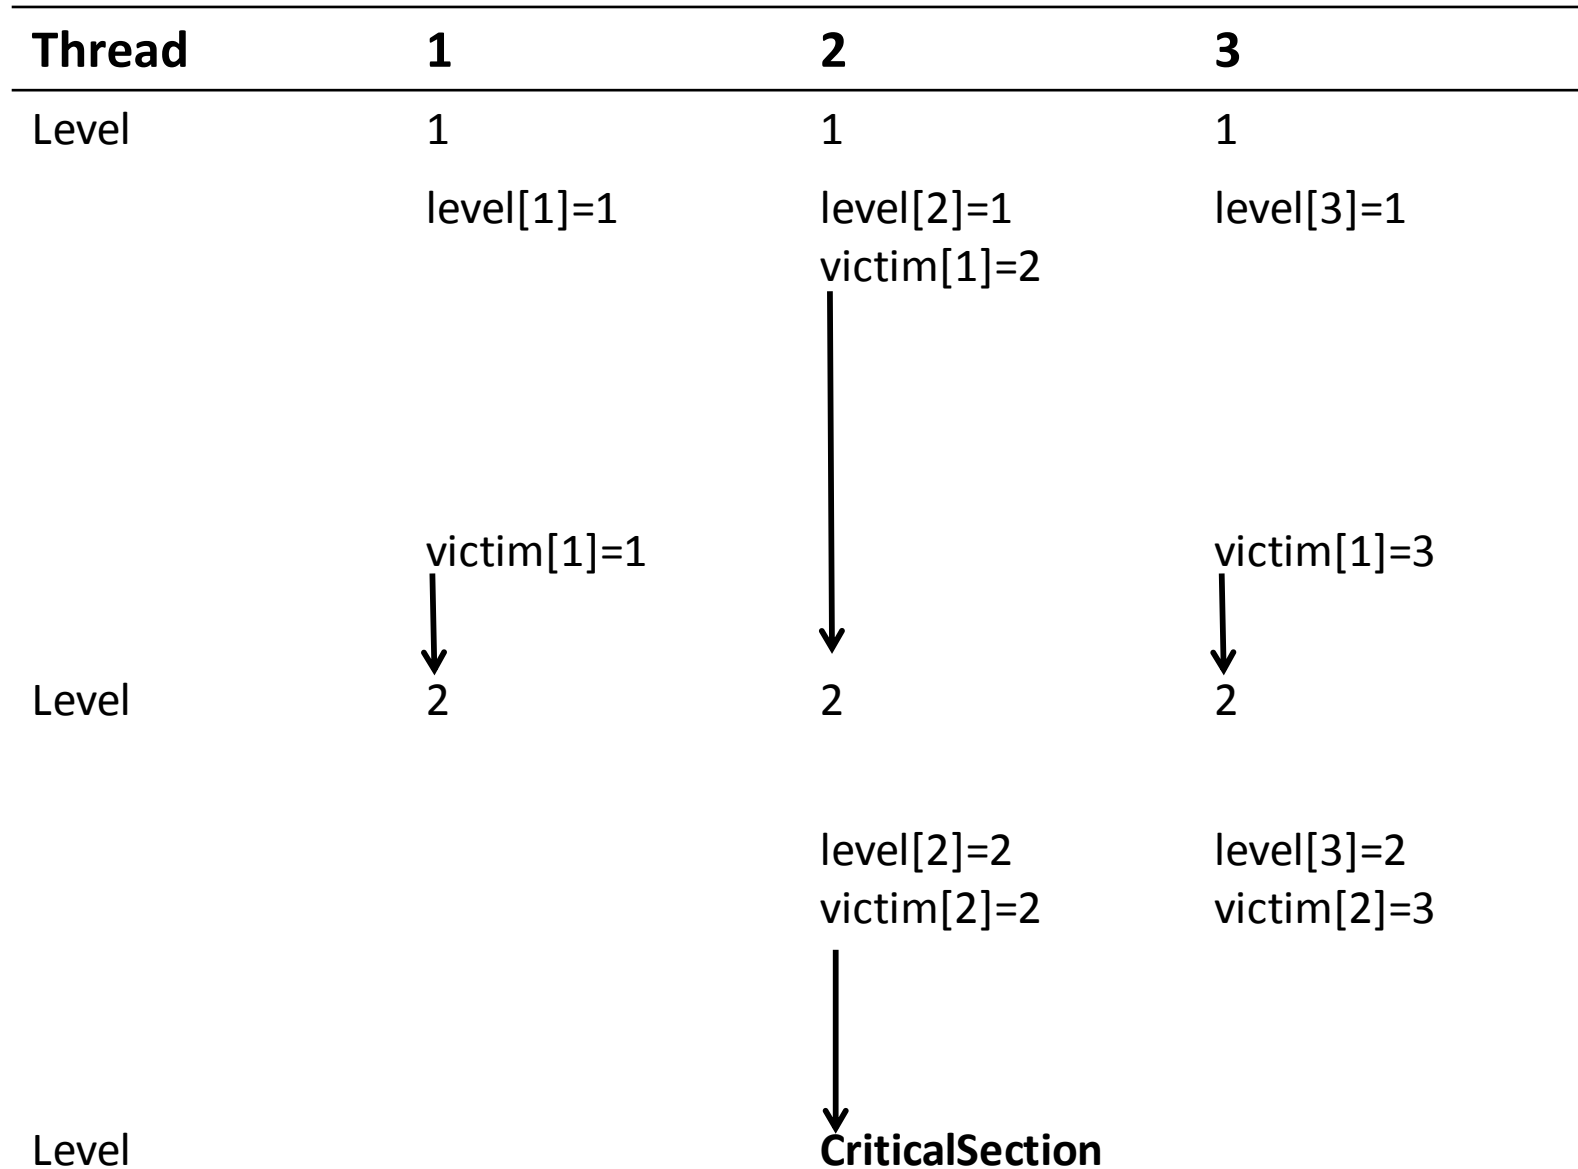 Thread 1 2 3
Level 1 1 1
level[1]=1 level[2]=1 level[3]=1
victim[1]=2
victim[1]=1 victim[1]=3
Level 2 2 2
level[2]=2 level[3]=2
victim[2]=2 victim[2]=3
Level CriticalSection